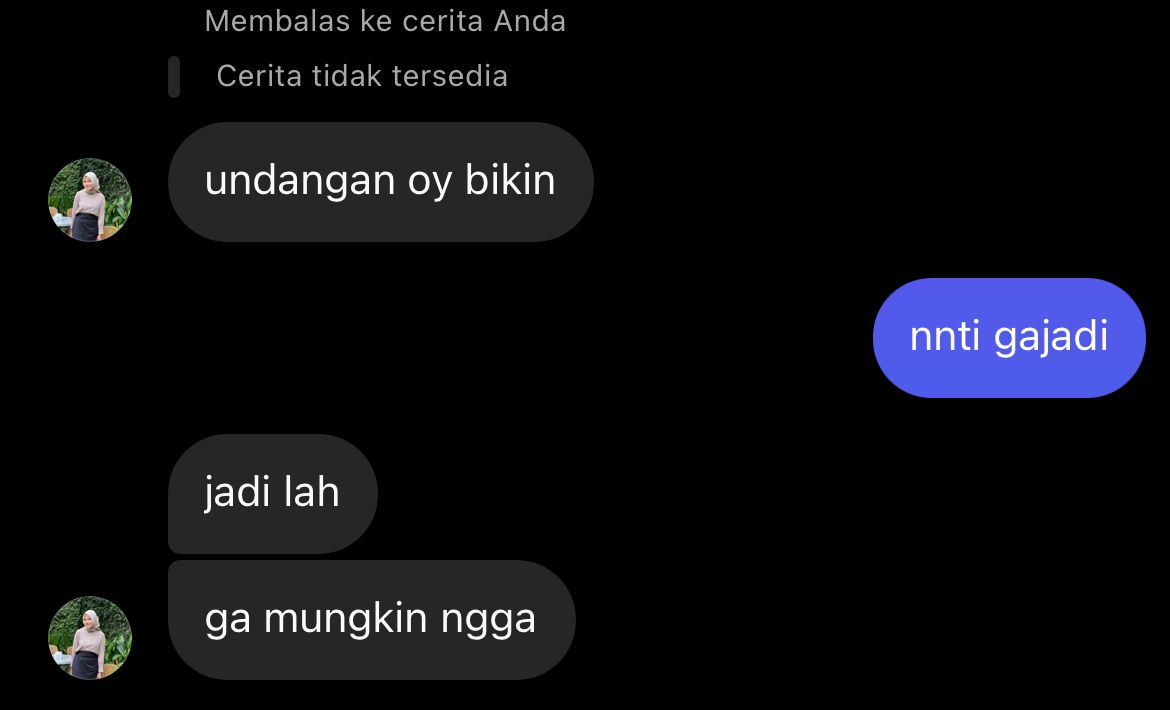 Membalas ke cerita Anda
Cerita tidak tersedia
undangan oy bikin
nnti gajadi
jadi lah
ga mungkin ngga